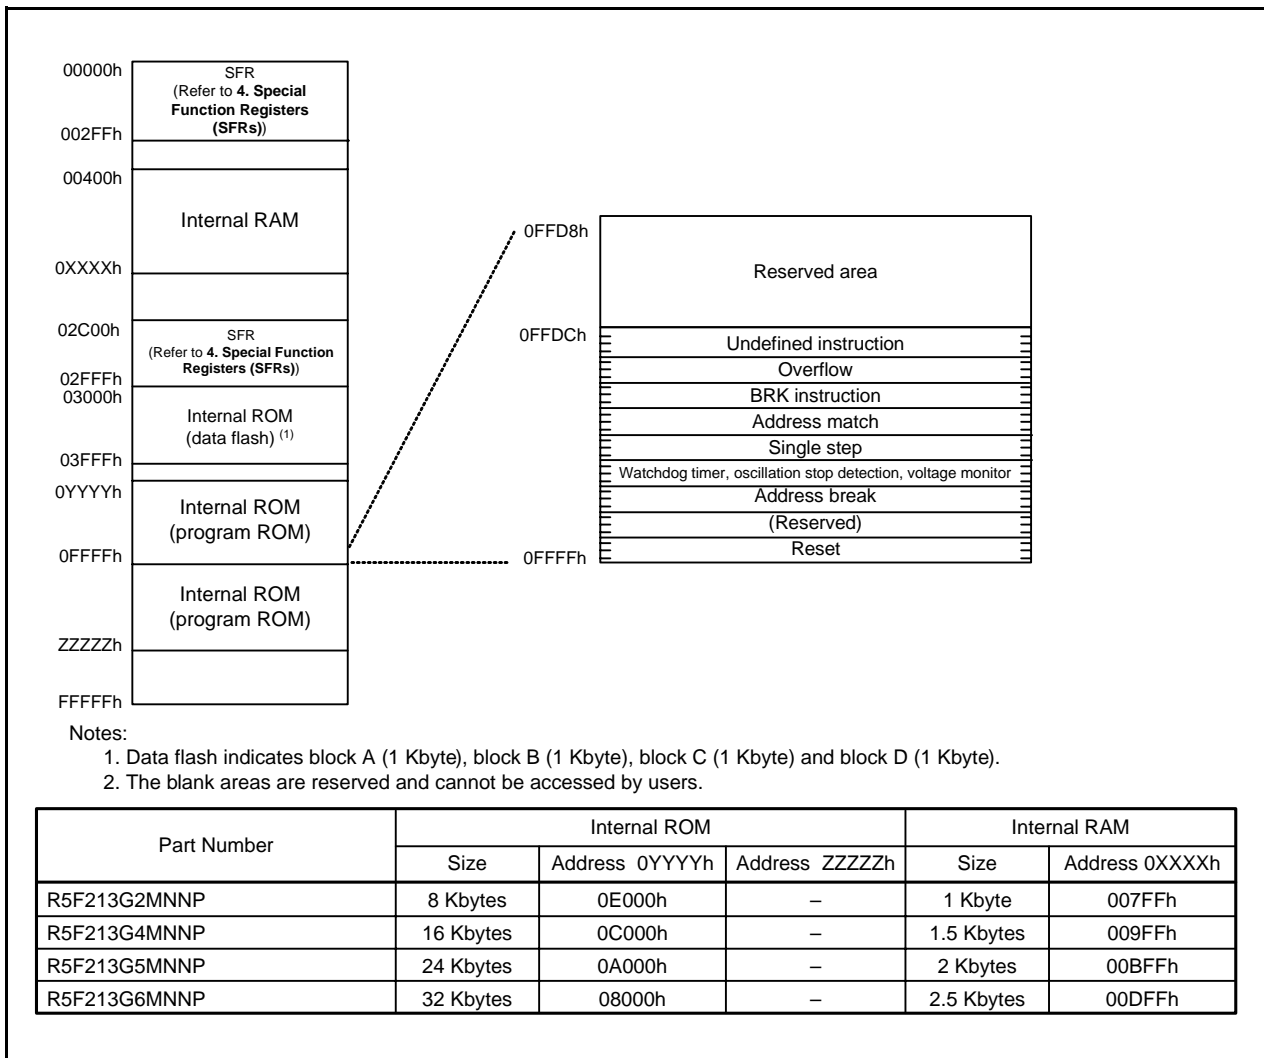 00000h
SFR
(Refer to 4. Special
Function Registers
(SFRs))
002FFh
00400h
Internal RAM
0XXXXh
02C00h
SFR
(Refer to 4. Special Function
Registers (SFRs))
02FFFh
03000h
Internal ROM
(data flash) (1)
03FFFh
0YYYYh
Internal ROM
(program ROM)
0FFFFh
Internal ROM
(program ROM)
ZZZZZh
FFFFFh
0FFD8h
Reserved area
0FFDCh
Undefined instruction
Overflow
BRK instruction
Address match
Single step
Watchdog timer, oscillation stop detection, voltage monitor
Address break
(Reserved)
Reset
0FFFFh
Notes:
1. Data flash indicates block A (1 Kbyte), block B (1 Kbyte), block C (1 Kbyte) and block D (1 Kbyte).
2. The blank areas are reserved and cannot be accessed by users.
Part Number Internal ROM Internal RAM
Size Address 0YYYYh Address ZZZZZh Size Address 0XXXXh
R5F213G2MNNP 8 Kbytes 0E000h – 1 Kbyte 007FFh
R5F213G4MNNP 16 Kbytes 0C000h – 1.5 Kbytes 009FFh
R5F213G5MNNP 24 Kbytes 0A000h – 2 Kbytes 00BFFh
R5F213G6MNNP 32 Kbytes 08000h – 2.5 Kbytes 00DFFh